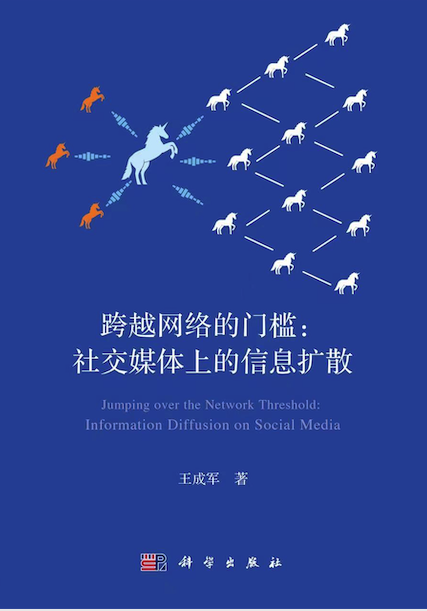 跨越网络的门槛：
社交媒体上的信息扩散
Jumping over the Network Threshold:
Information Diffusion on Social Media
王成军 著
科学出版社